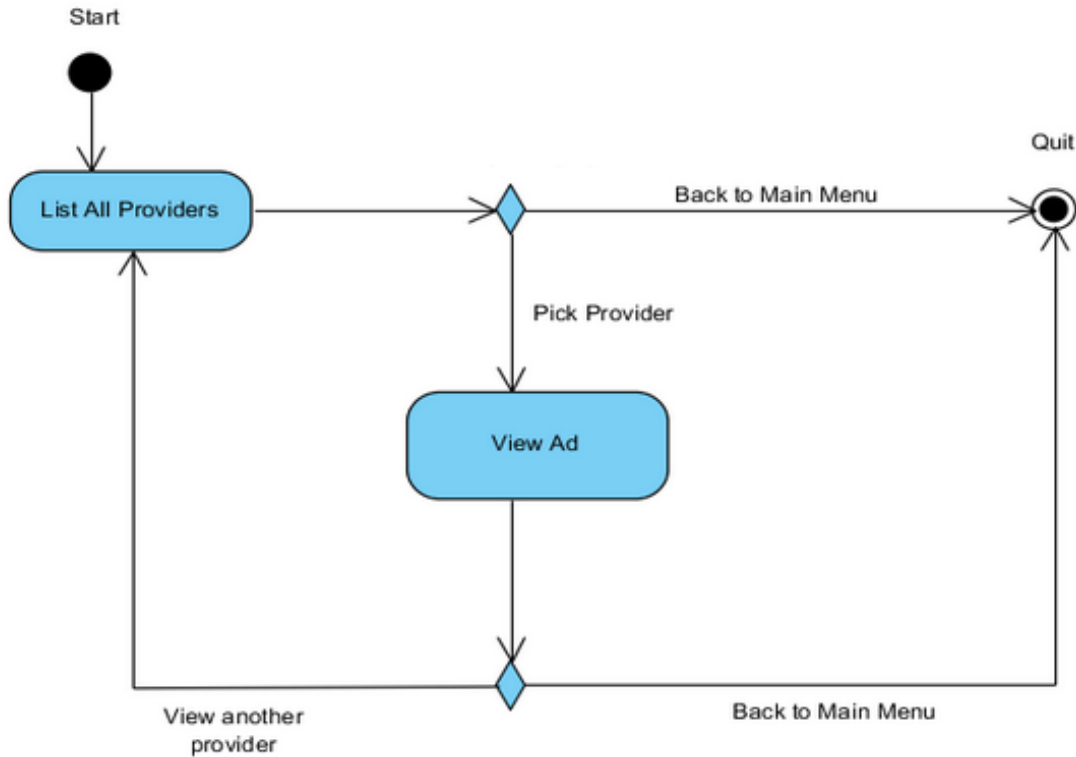 Start
Quit
List All Providers
Back to Main Menu
Pick Provider
View Ad
View another
provider
Back to Main Menu